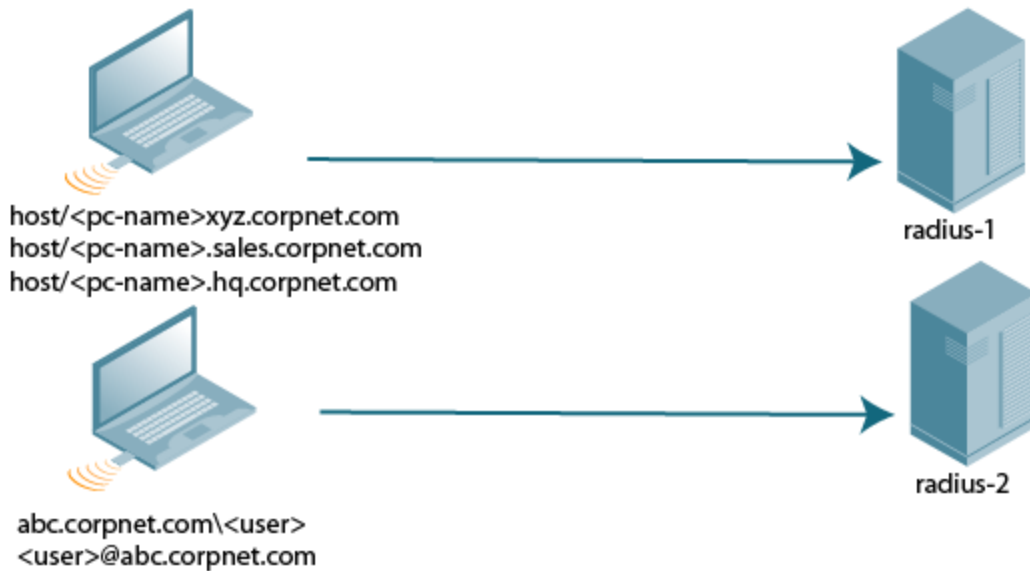 host/<pc-name>xyz.corpnet.com
host/<pc-name>.sales.corpnet.com
host/<pc-name>.hq.corpnet.com
radius-1
abc.corpnet.com\<user>
<user>@abc.corpnet.com
radius-2